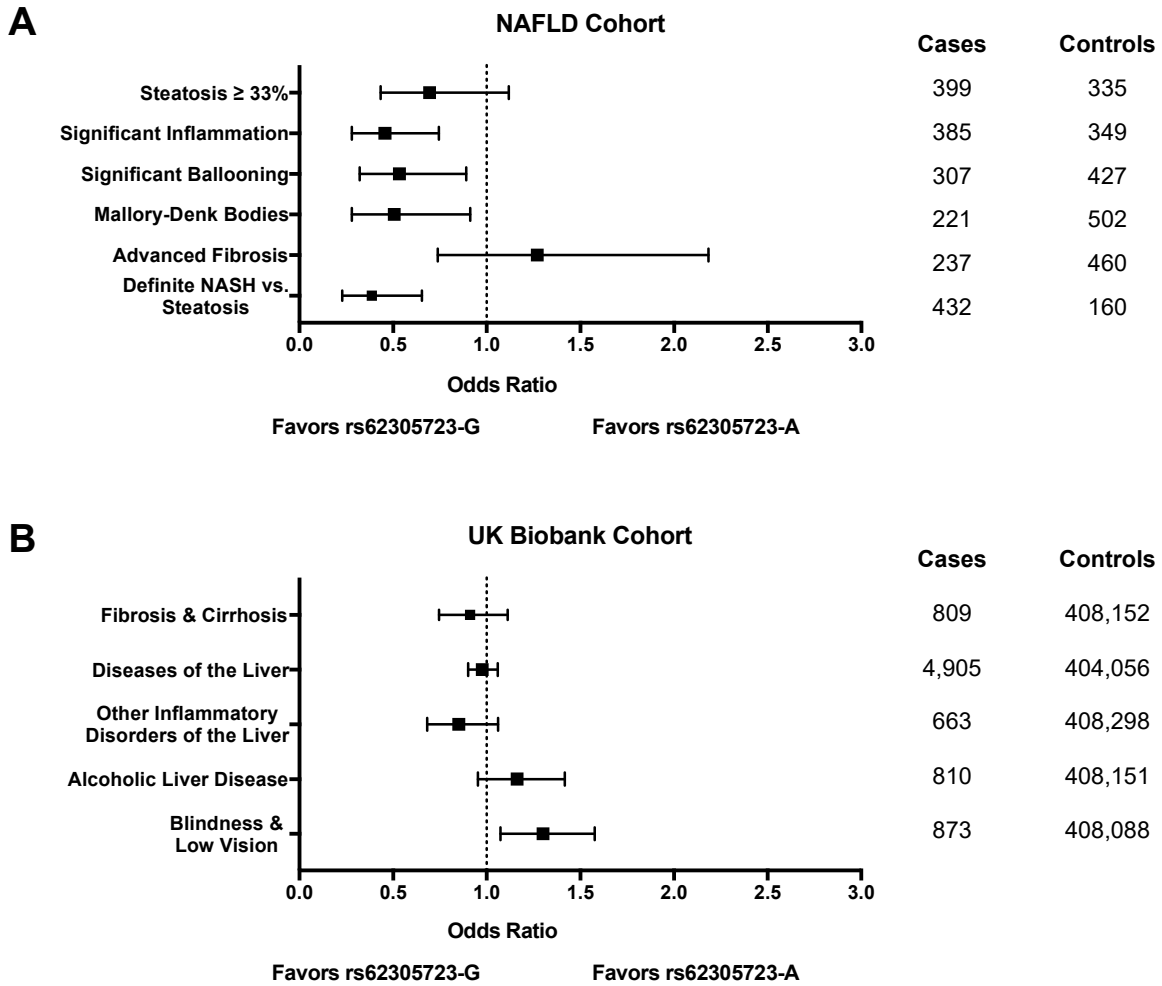 A
NAFLD Cohort
Cases Controls
Steatosis ≥ 33% 399 335
Significant Inflammation 385 349
Significant Ballooning 307 427
Mallory-Denk Bodies 221 502
Advanced Fibrosis 237 460
Definite NASH vs.
Steatosis 432 160
0.0 0.5 1.0 1.5 2.0 2.5 3.0
Odds Ratio
Favors rs62305723-G Favors rs62305723-A
B
UK Biobank Cohort
Cases Controls
Fibrosis & Cirrhosis 809 408,152
Diseases of the Liver 4,905 404,056
Other Inflammatory
Disorders of the Liver 663 408,298
Alcoholic Liver Disease 810 408,151
Blindness &
Low Vision 873 408,088
0.0 0.5 1.0 1.5 2.0 2.5 3.0
Odds Ratio
Favors rs62305723-G Favors rs62305723-A